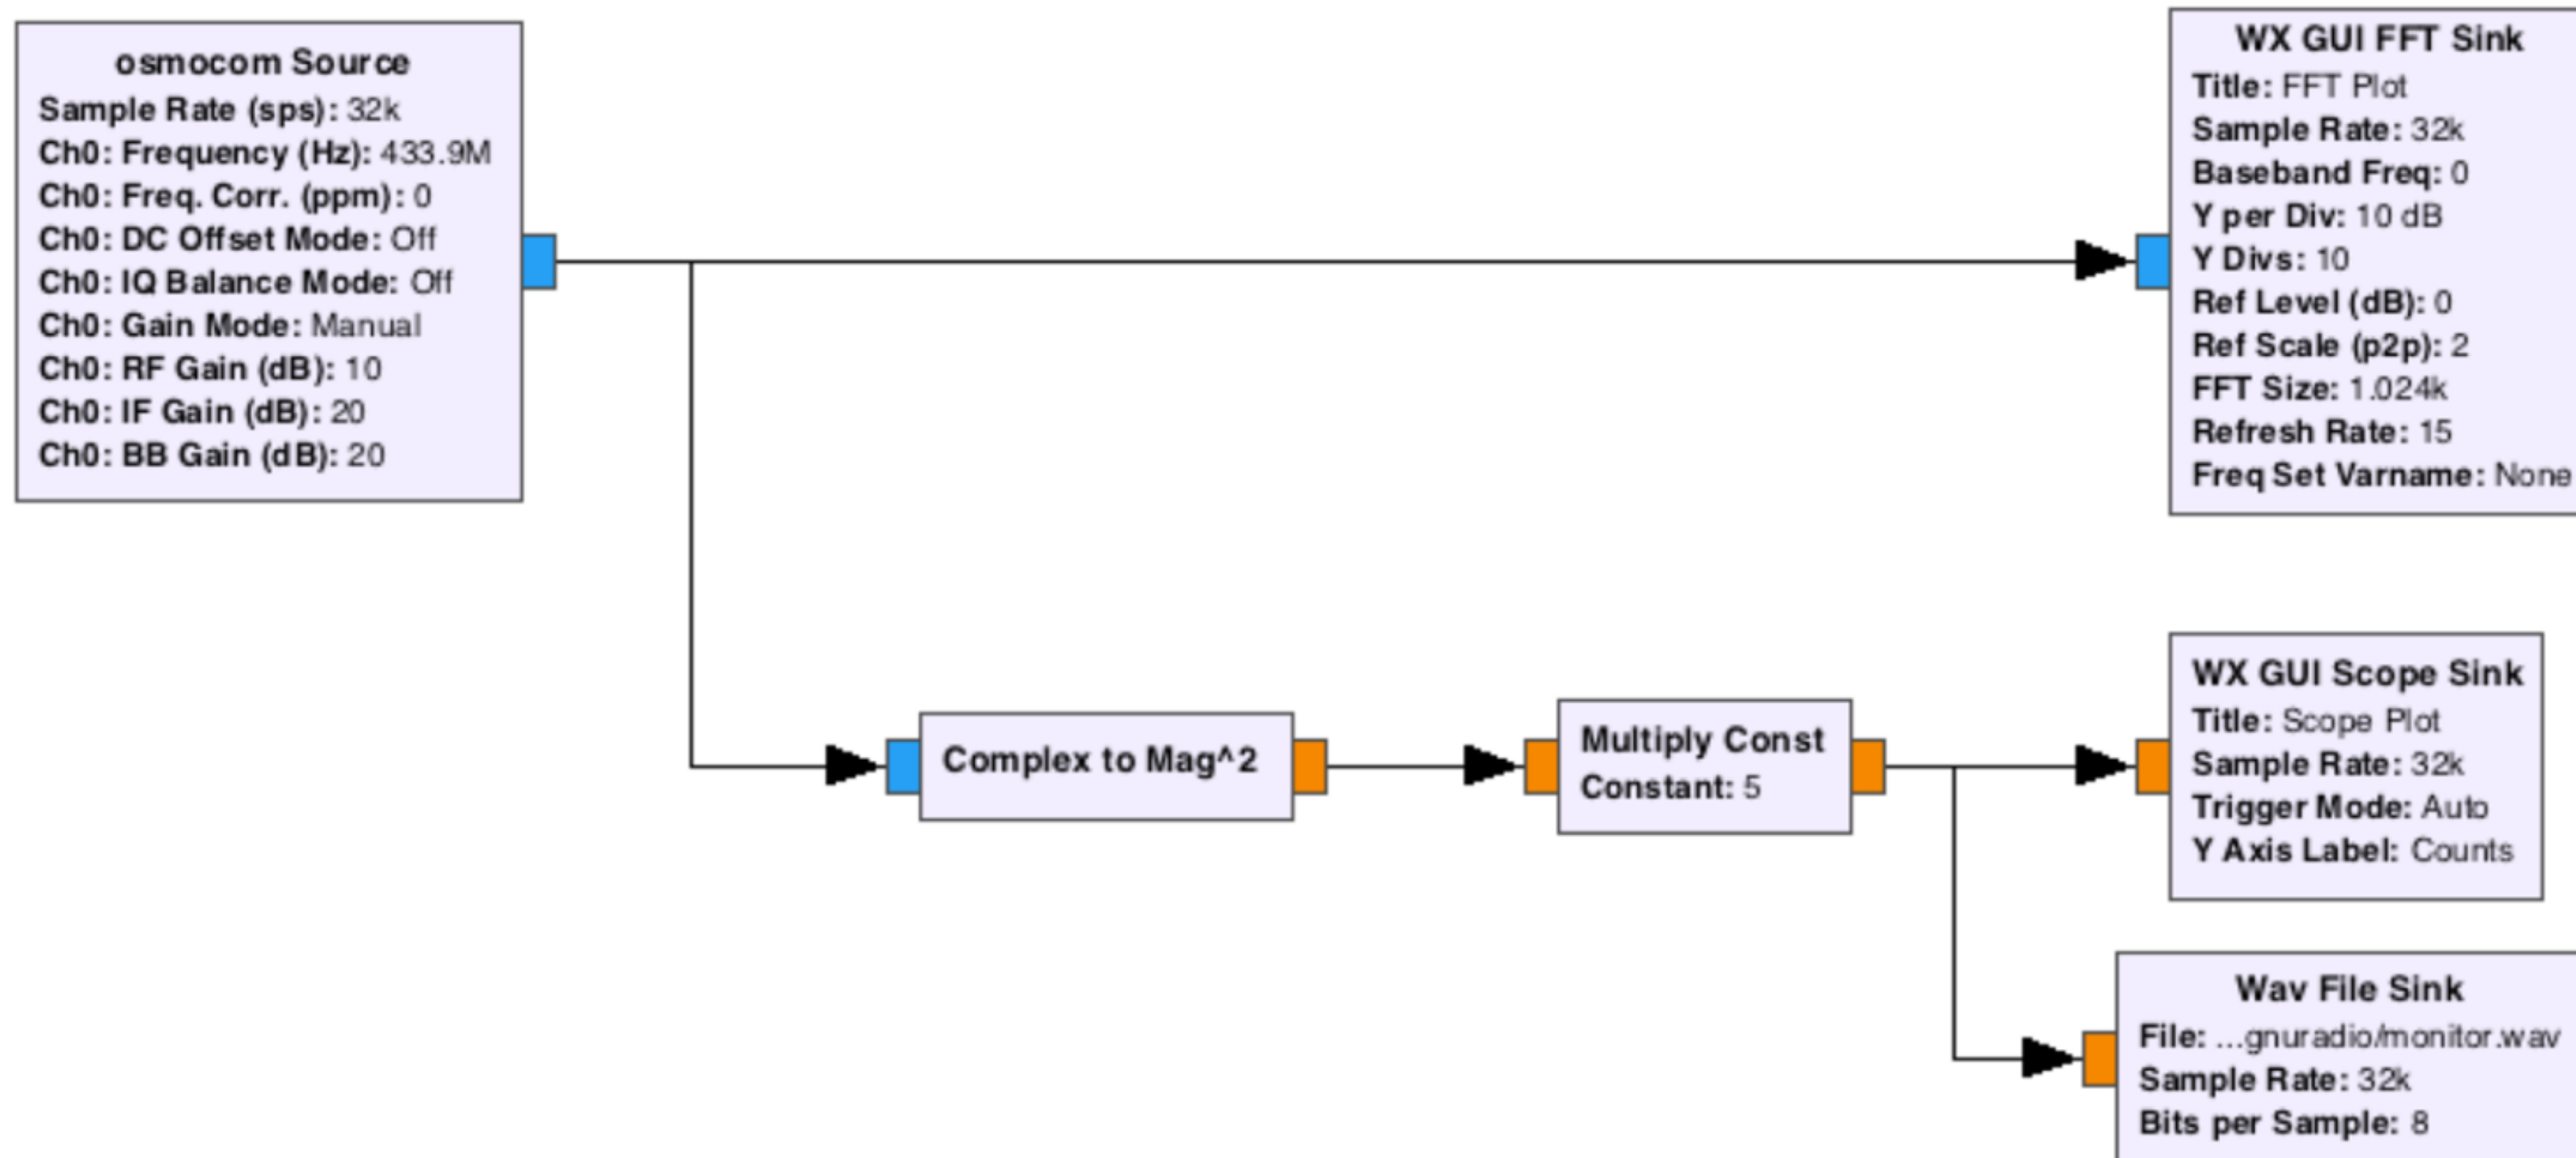 osmocom Source
Sample Rate (sps): 32k
Ch0: Frequency (Hz): 433.9M
Ch0: Freq. Corr. (ppm): 0
Ch0: DC Offset Mode: Off
Ch0: IQ Balance Mode: Off
Ch0: Gain Mode: Manual
Ch0: RF Gain (dB): 10
Ch0: IF Gain (dB): 20
Ch0: BB Gain (dB): 20
WX GUI FFT Sink
Title: FFT Plot
Sample Rate: 32k
Baseband Freq: 0
Y per Div: 10 dB
Y Divs: 10
Ref Level (dB): 0
Ref Scale (p2p): 2
FFT Size: 1.024k
Refresh Rate: 15
Freq Set Varname: None
Complex to Mag^2
Multiply Const
Constant: 5
WX GUI Scope Sink
Title: Scope Plot
Sample Rate: 32k
Trigger Mode: Auto
Y Axis Label: Counts
Wav File Sink
File: ...gnuradio/monitor.wav
Sample Rate: 32k
Bits per Sample: 8